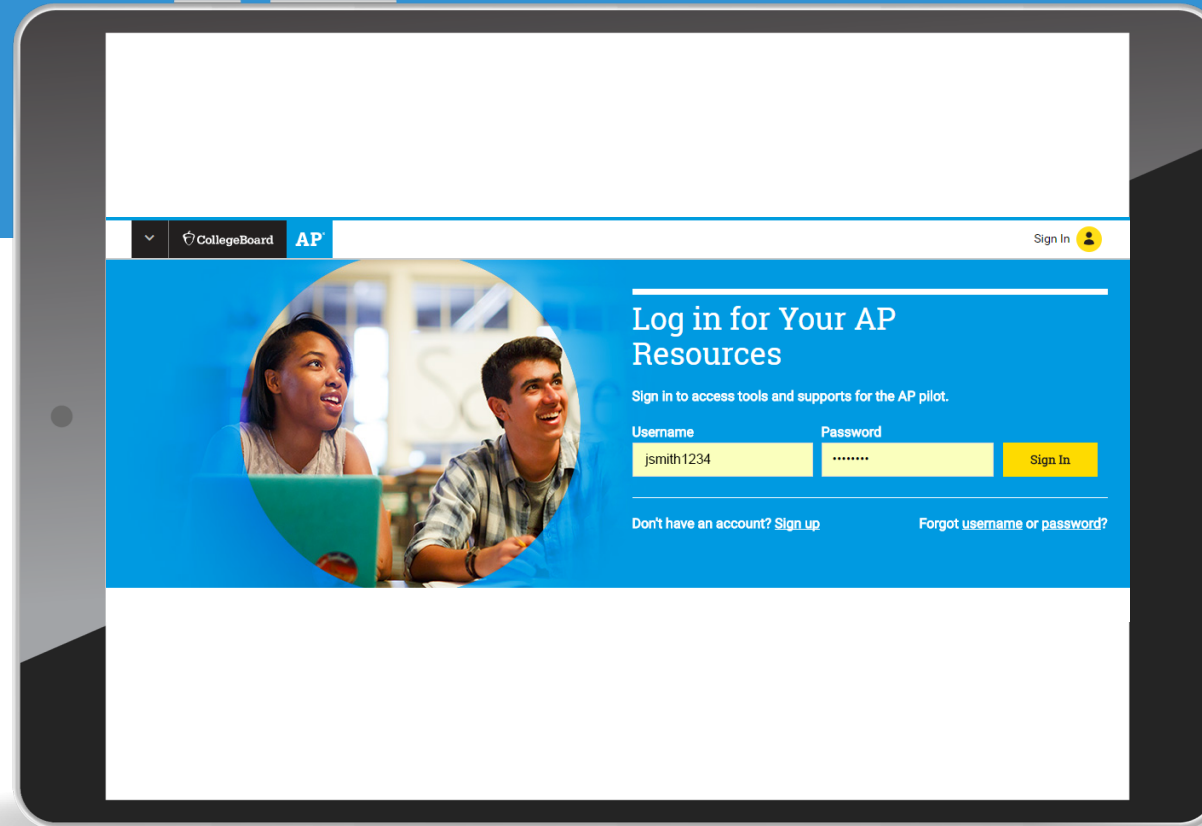 CollegeBoard AP
Sign In
Log in for Your AP
Resources
Sign in to access tools and supports for the AP pilot.
Username Password
jsmith1234 ········ Sign In
Don't have an account? Sign up Forgot username or password?